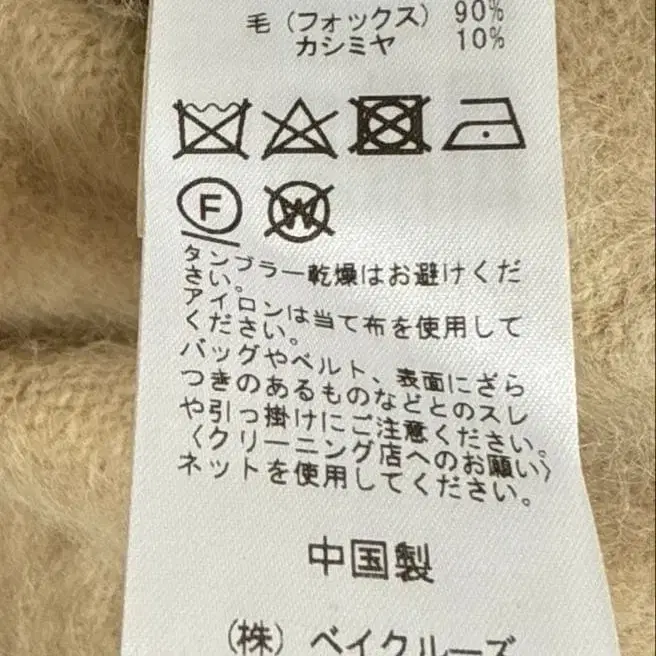 毛（フォックス） 90%
カシミヤ 10%
F W
タンブラー乾燥はお避けくだ
さい。
アイロンは当て布を使用して
ください。
バッグやベルト、表面にざら
つきのあるものなどとのスレ
や引っ掛けにご注意ください。
〈クリーニング店へのお願い〉
ネットを使用してください。
中国製
（株）ベイクルーズ